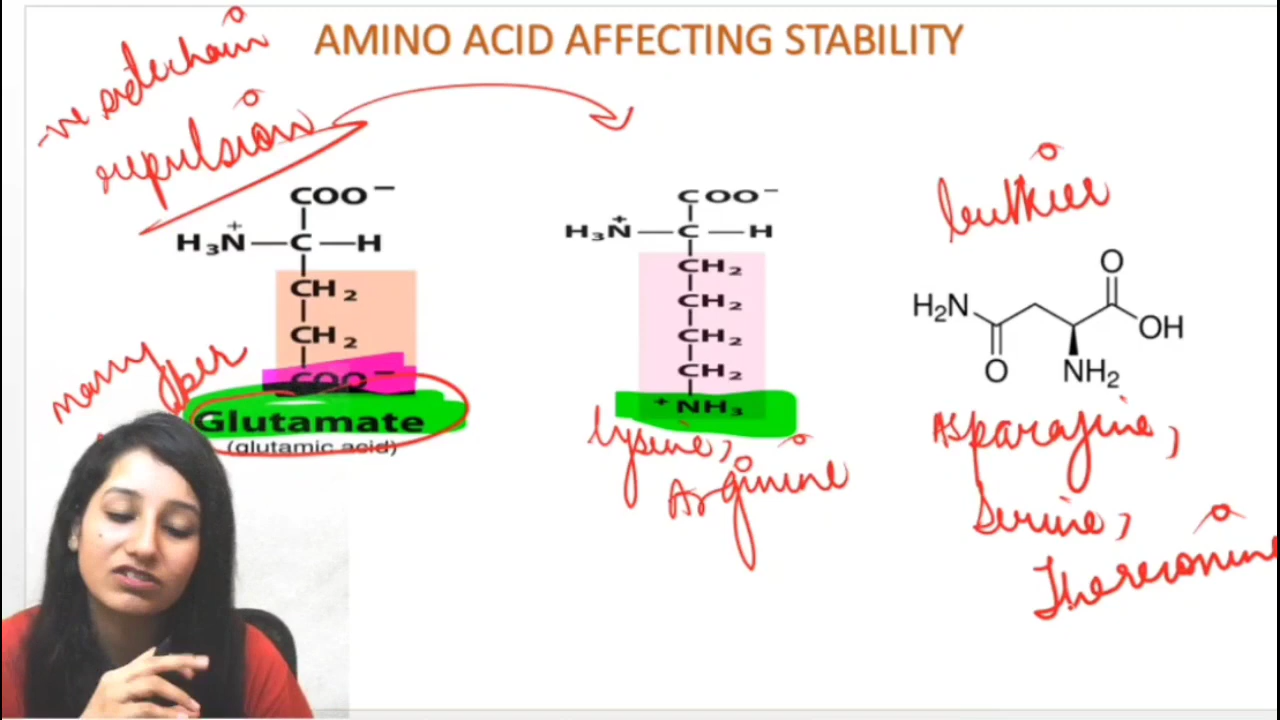 AMINO ACID AFFECTING STABILITY
-ve sidechain
repulsion
COO⁻
H₃N⁺—C—H
CH₂
CH₂
COO⁻
Glutamate
(glutamic acid)
many
COO⁻
H₃N⁺—C—H
CH₂
CH₂
CH₂
CH₂
⁺NH₃
lysine,
Arginine
O
H₂N
OH
O
NH₂
Asparagine,
Serine,